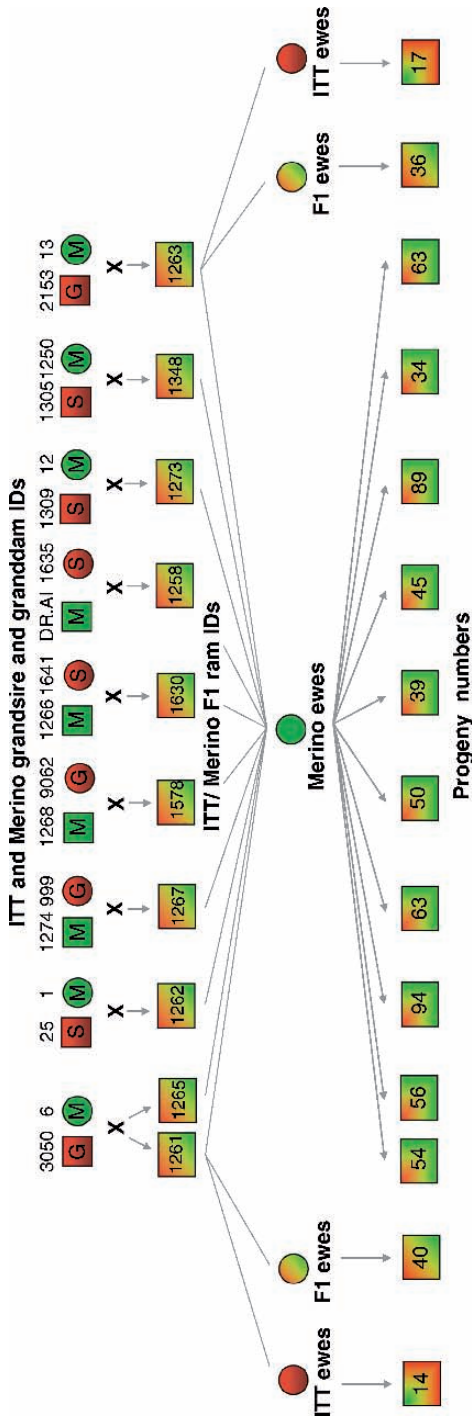 ITT and Merino grandsire and granddam IDs
3050 6 25 1 1274 999 1268 9062 1266 1641 DR.AI 1635 1309 12 1305 1250 2153 13
G M S M M G M G M S M S S M S M G M
X X X X X X X X X
1261 1265 1262 1267 1578 1630 1258 1273 1348 1263
ITT/ Merino F1 ram IDs
ITT ewes F1 ewes Merino ewes F1 ewes ITT ewes
14 40 54 56 94 63 50 39 45 89 34 63 36 17
Progeny numbers